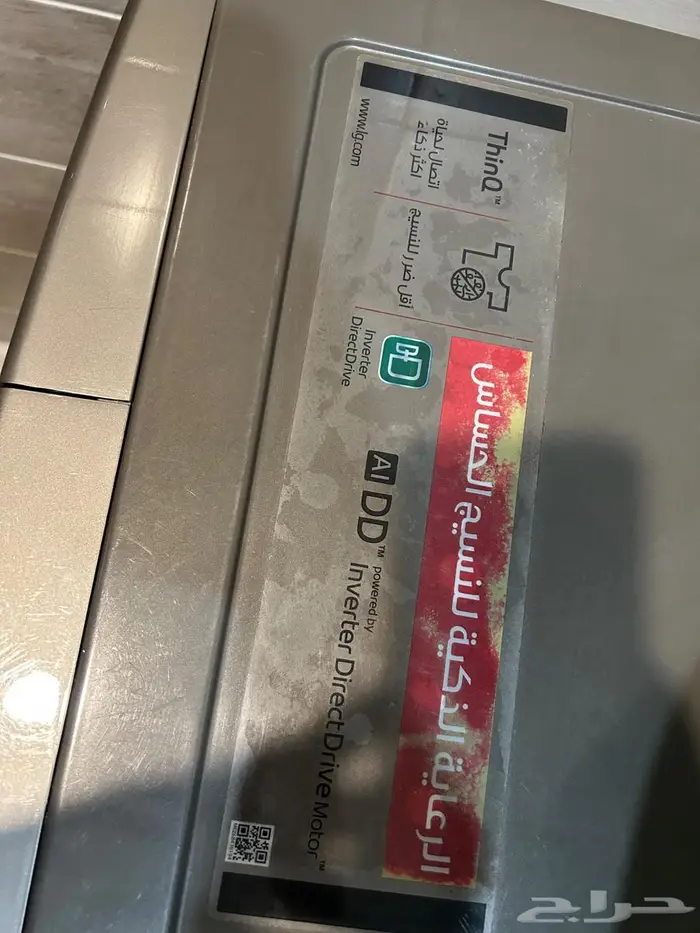 الرعاية الذكية للنسيج الحساس
AI DD™ powered by
Inverter DirectDrive Motor™
Inverter
DirectDrive
أقل ضرر للنسيج
ThinQ™
اتصال لحياة
اكثر ذكاءً
www.lg.com
حراج